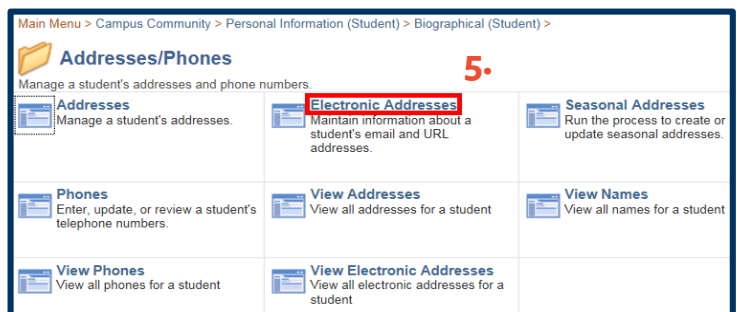 Main Menu > Campus Community > Personal Information (Student) > Biographical (Student) >
Addresses/Phones
5.
Manage a student's addresses and phone numbers.
Addresses
Manage a student's addresses.
Electronic Addresses
Maintain information about a
student's email and URL
addresses.
Seasonal Addresses
Run the process to create or
update seasonal addresses.
Phones
Enter, update, or review a student's
telephone numbers.
View Addresses
View all addresses for a student
View Names
View all names for a student
View Phones
View all phones for a student
View Electronic Addresses
View all electronic addresses for a
student